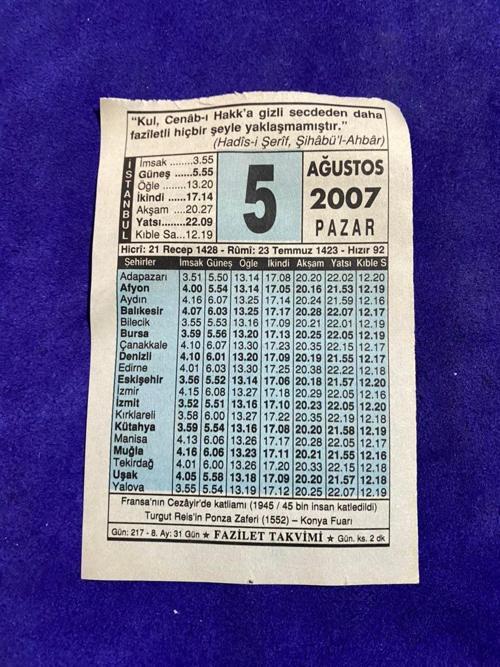 “Kul, Cenâb-ı Hakk’a gizli secdeden daha
faziletli hiçbir şeyle yaklaşmamıştır.”
(Hadîs-i Şerîf, Şihâbü’l-Ahbâr)
İSTANBUL
İmsak ........3.55
Güneş ......5.55
Öğle .......13.20
İkindi ......17.14
Akşam ....20.27
Yatsı.......22.09
Kıble Sa...12.19
5
AĞUSTOS
2007
PAZAR
Hicrî: 21 Recep 1428 - Rûmî: 23 Temmuz 1423 - Hızır 92
Şehirler İmsak Güneş Öğle İkindi Akşam Yatsı Kıble S
Adapazarı 3.51 5.50 13.14 17.08 20.20 22.02 12.20
Afyon 4.00 5.54 13.14 17.05 20.16 21.53 12.19
Aydın 4.16 6.07 13.25 17.14 20.24 21.59 12.16
Balıkesir 4.07 6.03 13.25 17.17 20.28 22.07 12.17
Bilecik 3.55 5.53 13.16 17.09 20.21 22.01 12.19
Bursa 3.59 5.56 13.20 17.13 20.25 22.05 12.19
Çanakkale 4.10 6.07 13.30 17.23 20.35 22.15 12.17
Denizli 4.10 6.01 13.20 17.09 20.19 21.55 12.17
Edirne 4.01 6.03 13.30 17.25 20.38 22.22 12.18
Eskişehir 3.56 5.52 13.14 17.06 20.18 21.57 12.20
İzmir 4.15 6.08 13.27 17.18 20.29 22.05 12.16
İzmit 3.52 5.51 13.16 17.10 20.23 22.05 12.20
Kırklareli 3.58 6.00 13.27 17.22 20.35 22.19 12.18
Kütahya 3.59 5.54 13.16 17.08 20.20 21.58 12.19
Manisa 4.13 6.06 13.26 17.17 20.28 22.05 12.17
Muğla 4.16 6.06 13.23 17.11 20.21 21.55 12.16
Tekirdağ 4.01 6.00 13.26 17.20 20.33 22.15 12.18
Uşak 4.05 5.58 13.18 17.09 20.20 21.57 12.18
Yalova 3.55 5.54 13.19 17.12 20.25 22.07 12.19
Fransa’nın Cezâyir’de katliamı (1945 / 45 bin insan katledildi)
Turgut Reis’in Ponza Zaferi (1552) – Konya Fuarı
Gün: 217 - 8. Ay: 31 Gün ★ FAZİLET TAKVİMİ ★ Gün. ks. 2 dk